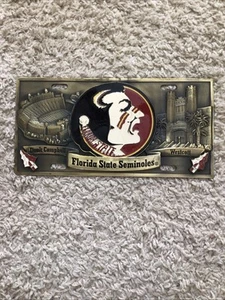 Doak Campbell
Florida State Seminoles
Westcott